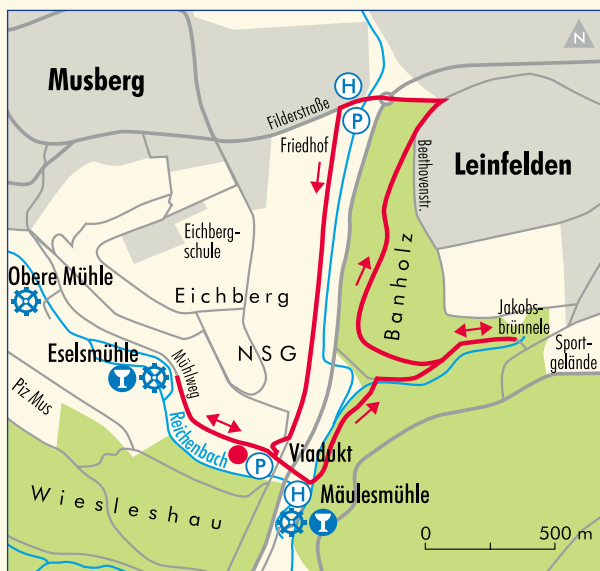 N
Musberg
H
Filderstraße
P
Friedhof
Beethovenstr.
Leinfelden
Eichberg-
schule
Banholz
Obere Mühle
Eichberg
Jakobs-
brünnele
Sport-
gelände
NSG
Eselsmühle
Mühlweg
Piz Mus
Reichenbach
P
Viadukt
H
Wiesleshau
Mäulesmühle
0 500 m